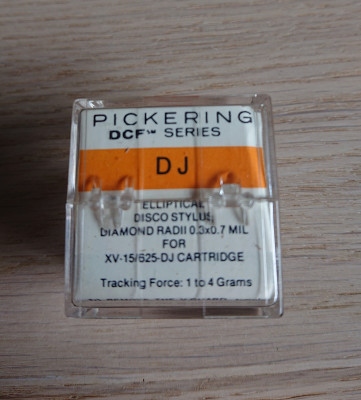 PICKERING
DCF™ SERIES
DJ
ELLIPTICAL
DISCO STYLUS
DIAMOND RADII 0.3x0.7 MIL
FOR
XV-15/625-DJ CARTRIDGE
Tracking Force: 1 to 4 Grams